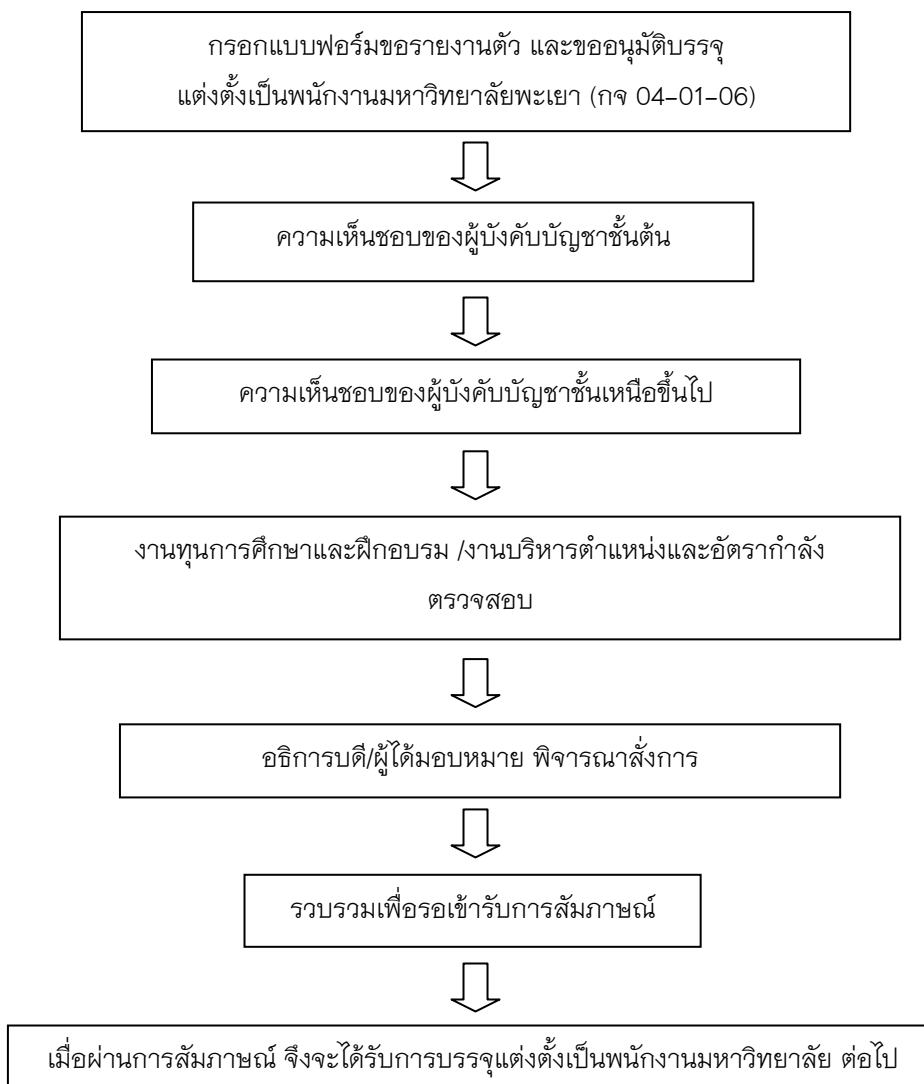 กรอกแบบฟอร์มขอรายงานตัว และขออนุมัติบรรจุ
แต่งตั้งเป็นพนักงานมหาวิทยาลัยพะเยา (กจ 04-01-06)
ความเห็นชอบของผู้บังคับบัญชาชั้นต้น
ความเห็นชอบของผู้บังคับบัญชาชั้นเหนือขึ้นไป
งานทุนการศึกษาและฝึกอบรม /งานบริหารตำแหน่งและอัตรากำลัง
ตรวจสอบ
อธิการบดี/ผู้ได้มอบหมาย พิจารณาสั่งการ
รวบรวมเพื่อรอเข้ารับการสัมภาษณ์
เมื่อผ่านการสัมภาษณ์ จึงจะได้รับการบรรจุแต่งตั้งเป็นพนักงานมหาวิทยาลัย ต่อไป